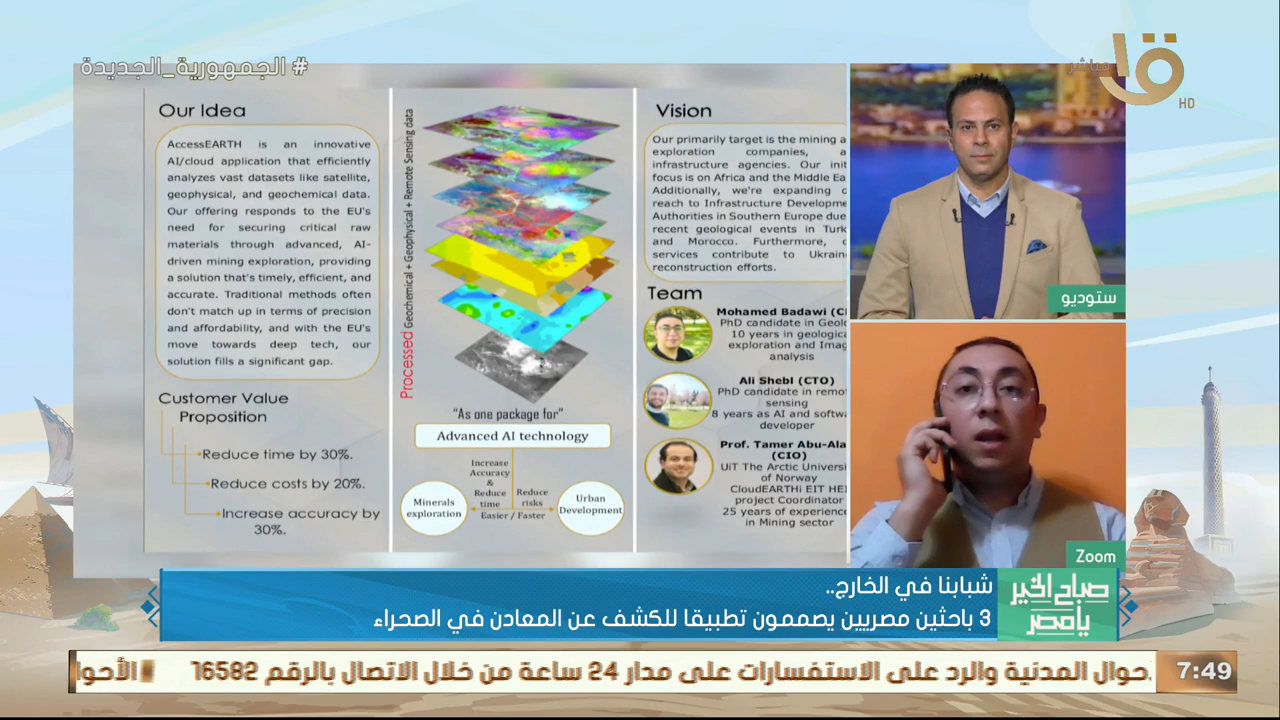 # الجمهورية_الجديدة
مباشر
HD
Our Idea
AccessEARTH is an innovative
AI/cloud application that efficiently
analyzes vast datasets like satellite,
geophysical, and geochemical data.
Our offering responds to the EU's
need for securing critical raw
materials through advanced, AI-
driven mining exploration, providing
a solution that's timely, efficient, and
accurate. Traditional methods often
don't match up in terms of precision
and affordability, and with the EU's
move towards deep tech, our
solution fills a significant gap.
Customer Value
Proposition
Reduce time by 30%.
Reduce costs by 20%.
Increase accuracy by
30%.
Processed Geochemical + Geophysical + Remote Sensing data
"As one package for"
Advanced AI technology
Increase
Accuracy
&
Reduce
time
Reduce
risks
Easier / Faster
Minerals
exploration
Urban
Development
Vision
Our primarily target is the mining a
exploration companies, a
infrastructure agencies. Our init
focus is on Africa and the Middle Ea
Additionally, we're expanding o
reach to Infrastructure Developme
Authorities in Southern Europe due
recent geological events in Turk
and Morocco. Furthermore, o
services contribute to Ukrain
reconstruction efforts.
Team
Mohamed Badawi (CE
PhD candidate in Geolo
10 years in geologica
exploration and Imag
analysis
Ali Shebl (CTO)
PhD candidate in remo
sensing
8 years as AI and softwa
developer
Prof. Tamer Abu-Ala
(CIO)
UiT The Arctic Universi
of Norway
CloudEARTHi EIT HEI
project Coordinator
25 years of experience
in Mining sector
ستوديو
Zoom
صباح الخير
يا مصر
شبابنا في الخارج..
3 باحثين مصريين يصممون تطبيقا للكشف عن المعادن في الصحراء
7:49
حوال المدنية والرد على الاستفسارات على مدار 24 ساعة من خلال الاتصال بالرقم 16582 الأحوا